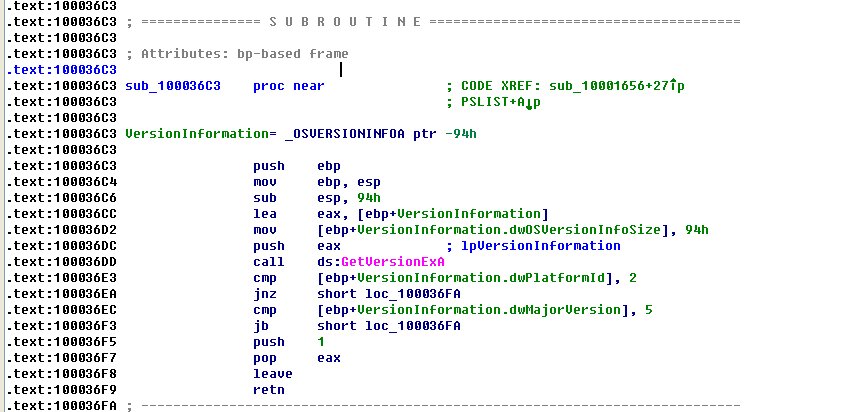 .text:100036C3
.text:100036C3 ; =============== S U B R O U T I N E =======================================
.text:100036C3
.text:100036C3 ; Attributes: bp-based frame
.text:100036C3
.text:100036C3 sub_100036C3 proc near ; CODE XREF: sub_10001656+27↑p
.text:100036C3 ; PSLIST+A↓p
.text:100036C3
.text:100036C3 VersionInformation= _OSVERSIONINFOA ptr -94h
.text:100036C3
.text:100036C3 push ebp
.text:100036C4 mov ebp, esp
.text:100036C6 sub esp, 94h
.text:100036CC lea eax, [ebp+VersionInformation]
.text:100036D2 mov [ebp+VersionInformation.dwOSVersionInfoSize], 94h
.text:100036DC push eax ; lpVersionInformation
.text:100036DD call ds:GetVersionExA
.text:100036E3 cmp [ebp+VersionInformation.dwPlatformId], 2
.text:100036EA jnz short loc_100036FA
.text:100036EC cmp [ebp+VersionInformation.dwMajorVersion], 5
.text:100036F3 jb short loc_100036FA
.text:100036F5 push 1
.text:100036F7 pop eax
.text:100036F8 leave
.text:100036F9 retn
.text:100036FA ; ---------------------------------------------------------------------------